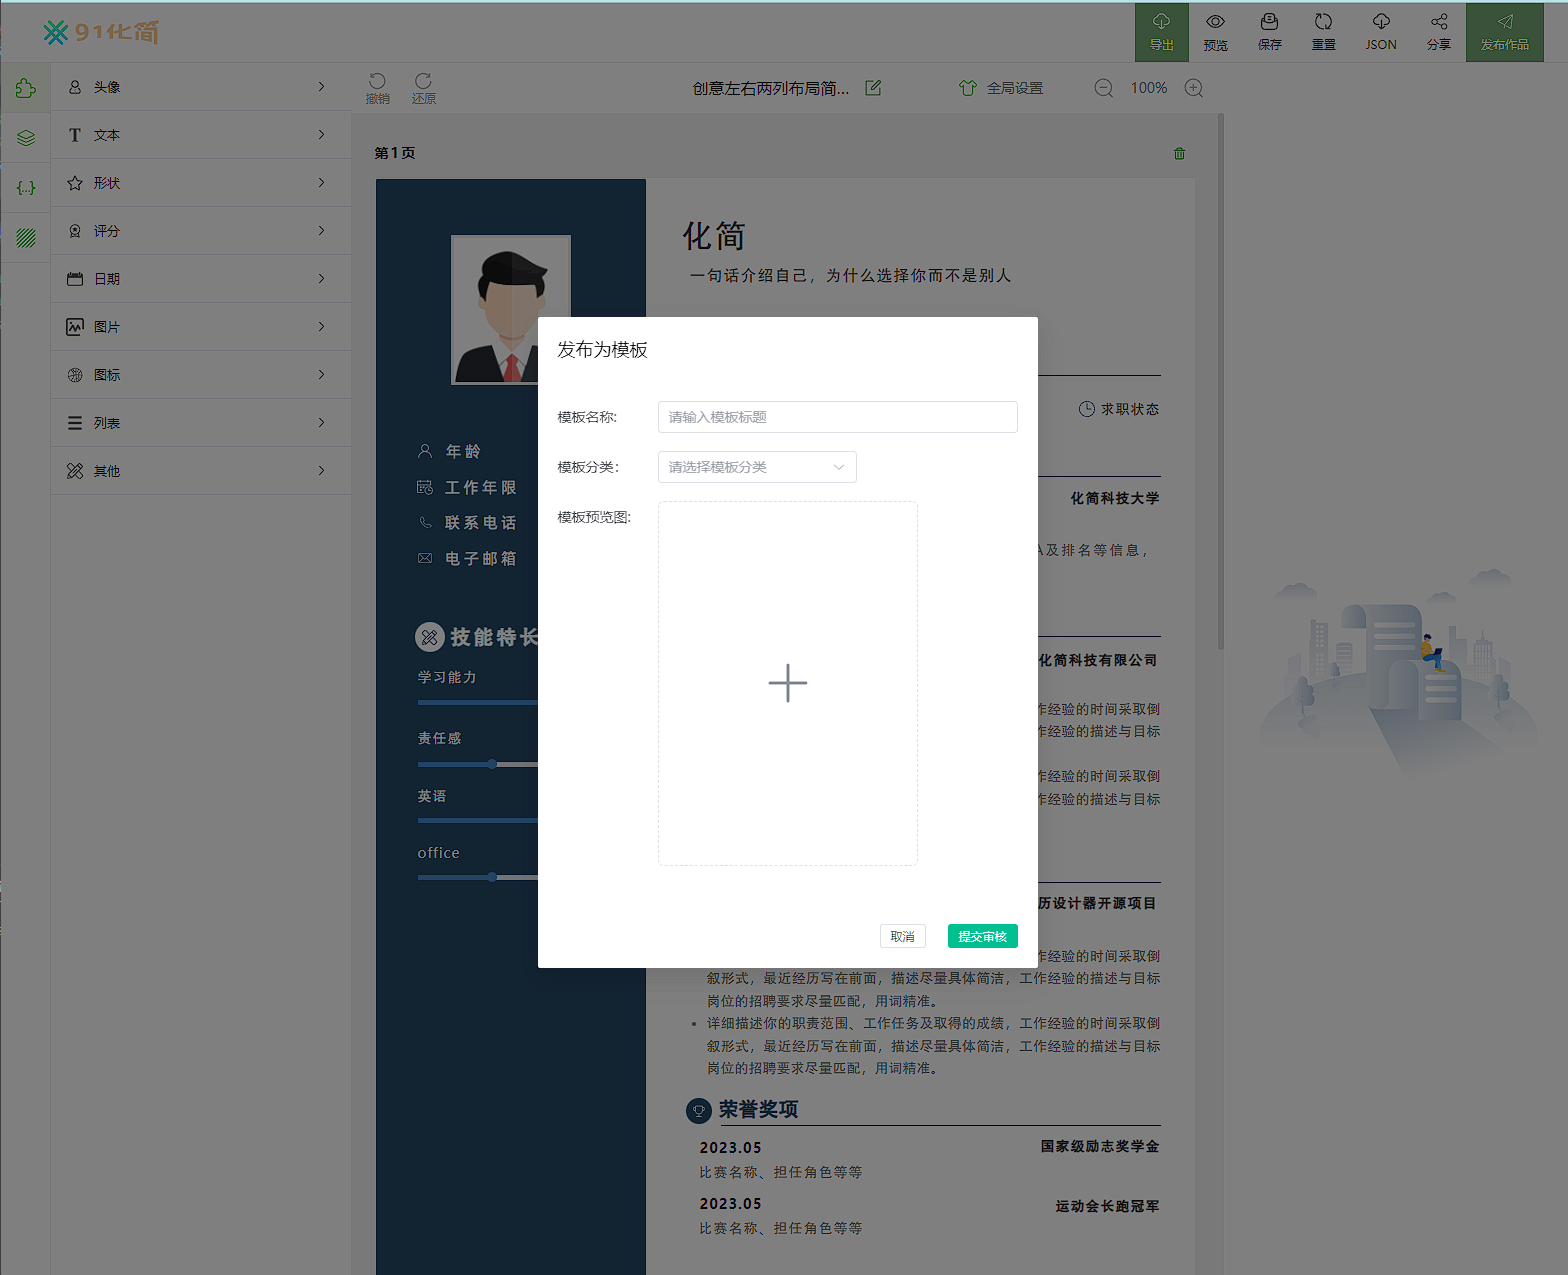 91化简
导出
预览
保存
重置
JSON
分享
发布作品
头像
文本
形状
评分
日期
图片
图标
列表
其他
撤销
还原
创意左右两列布局简...
全局设置
100%
第1页
化简
一句话介绍自己，为什么选择你而不是别人
年龄
工作年限
联系电话
电子邮箱
技能特长
学习能力
责任感
英语
office
发布为模板
模板名称:
请输入模板标题
模板分类:
请选择模板分类
模板预览图:
取消
提交审核
求职状态
化简科技大学
A及排名等信息，
化简科技有限公司
作经验的时间采取倒
作经验的描述与目标
作经验的时间采取倒
作经验的描述与目标
历设计器开源项目
作经验的时间采取倒
叙形式，最近经历写在前面，描述尽量具体简洁，工作经验的描述与目标
岗位的招聘要求尽量匹配，用词精准。
详细描述你的职责范围、工作任务及取得的成绩，工作经验的时间采取倒
叙形式，最近经历写在前面，描述尽量具体简洁，工作经验的描述与目标
岗位的招聘要求尽量匹配，用词精准。
荣誉奖项
2023.05
国家级励志奖学金
比赛名称、担任角色等等
2023.05
运动会长跑冠军
比赛名称、担任角色等等